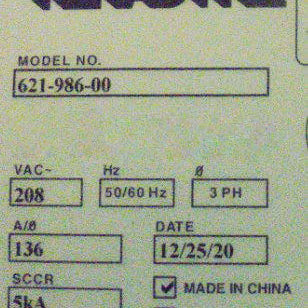 MODEL NO.
621-986-00
VAC~ Hz Ø
208 50/60 Hz 3 PH
A/Ø DATE
136 12/25/20
SCCR
5kA MADE IN CHINA